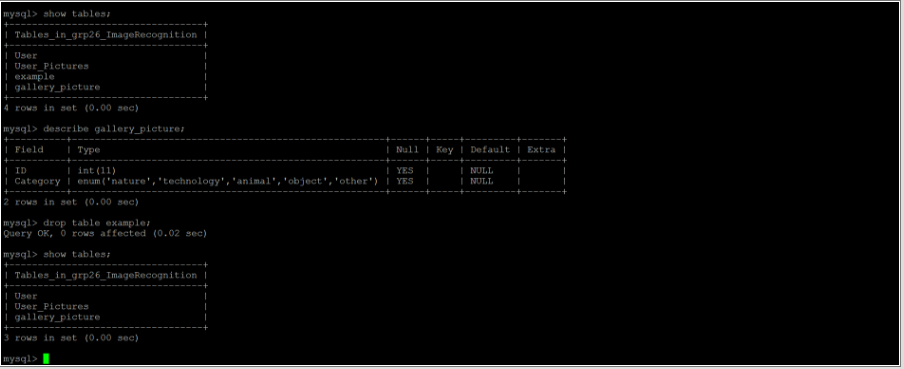 mysql> show tables;
+-------------------------------+
| Tables_in_grp26_ImageRecognition |
+-------------------------------+
| User |
| User_Pictures |
| example |
| gallery_picture |
+-------------------------------+
4 rows in set (0.00 sec)
mysql> describe gallery_picture;
+----------+------------------------------------------------------+------+-----+---------+-------+
| Field | Type | Null | Key | Default | Extra |
+----------+------------------------------------------------------+------+-----+---------+-------+
| ID | int(11) | YES | | NULL | |
| Category | enum('nature','technology','animal','object','other') | YES | | NULL | |
+----------+------------------------------------------------------+------+-----+---------+-------+
2 rows in set (0.00 sec)
mysql> drop table example;
Query OK, 0 rows affected (0.02 sec)
mysql> show tables;
+-------------------------------+
| Tables_in_grp26_ImageRecognition |
+-------------------------------+
| User |
| User_Pictures |
| gallery_picture |
+-------------------------------+
3 rows in set (0.00 sec)
mysql>